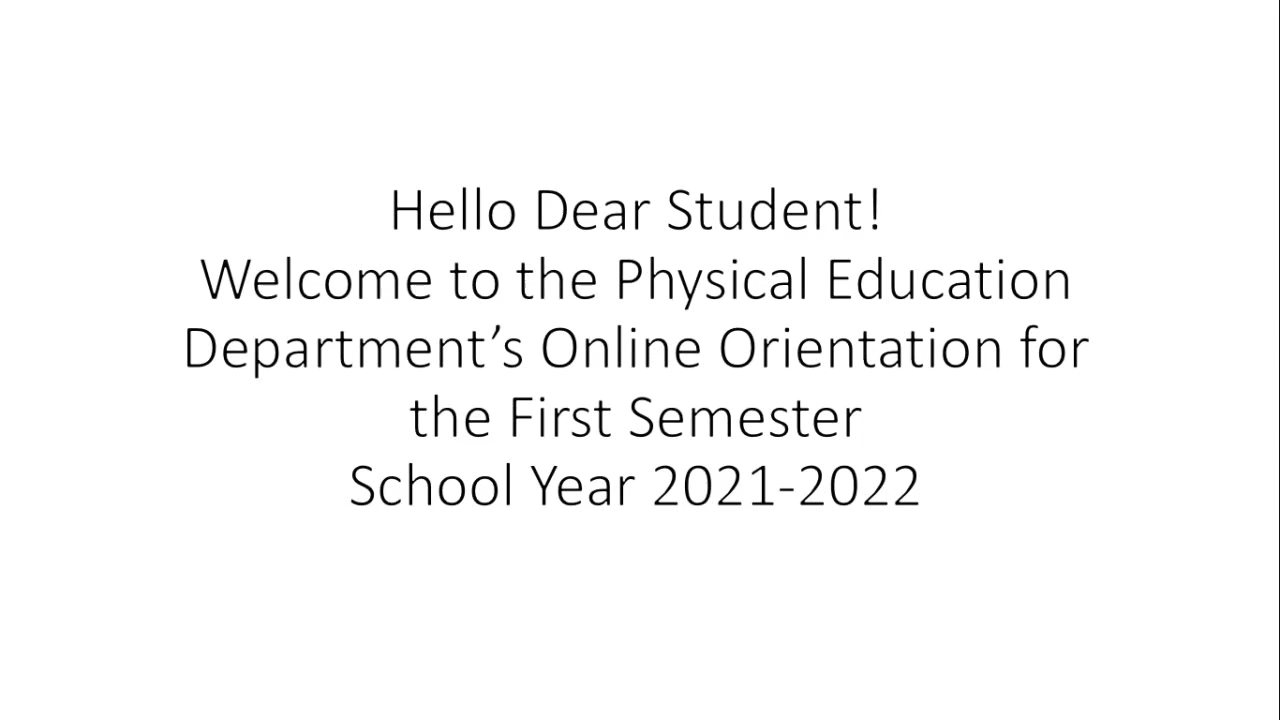 Hello Dear Student!
Welcome to the Physical Education
Department’s Online Orientation for
the First Semester
School Year 2021-2022